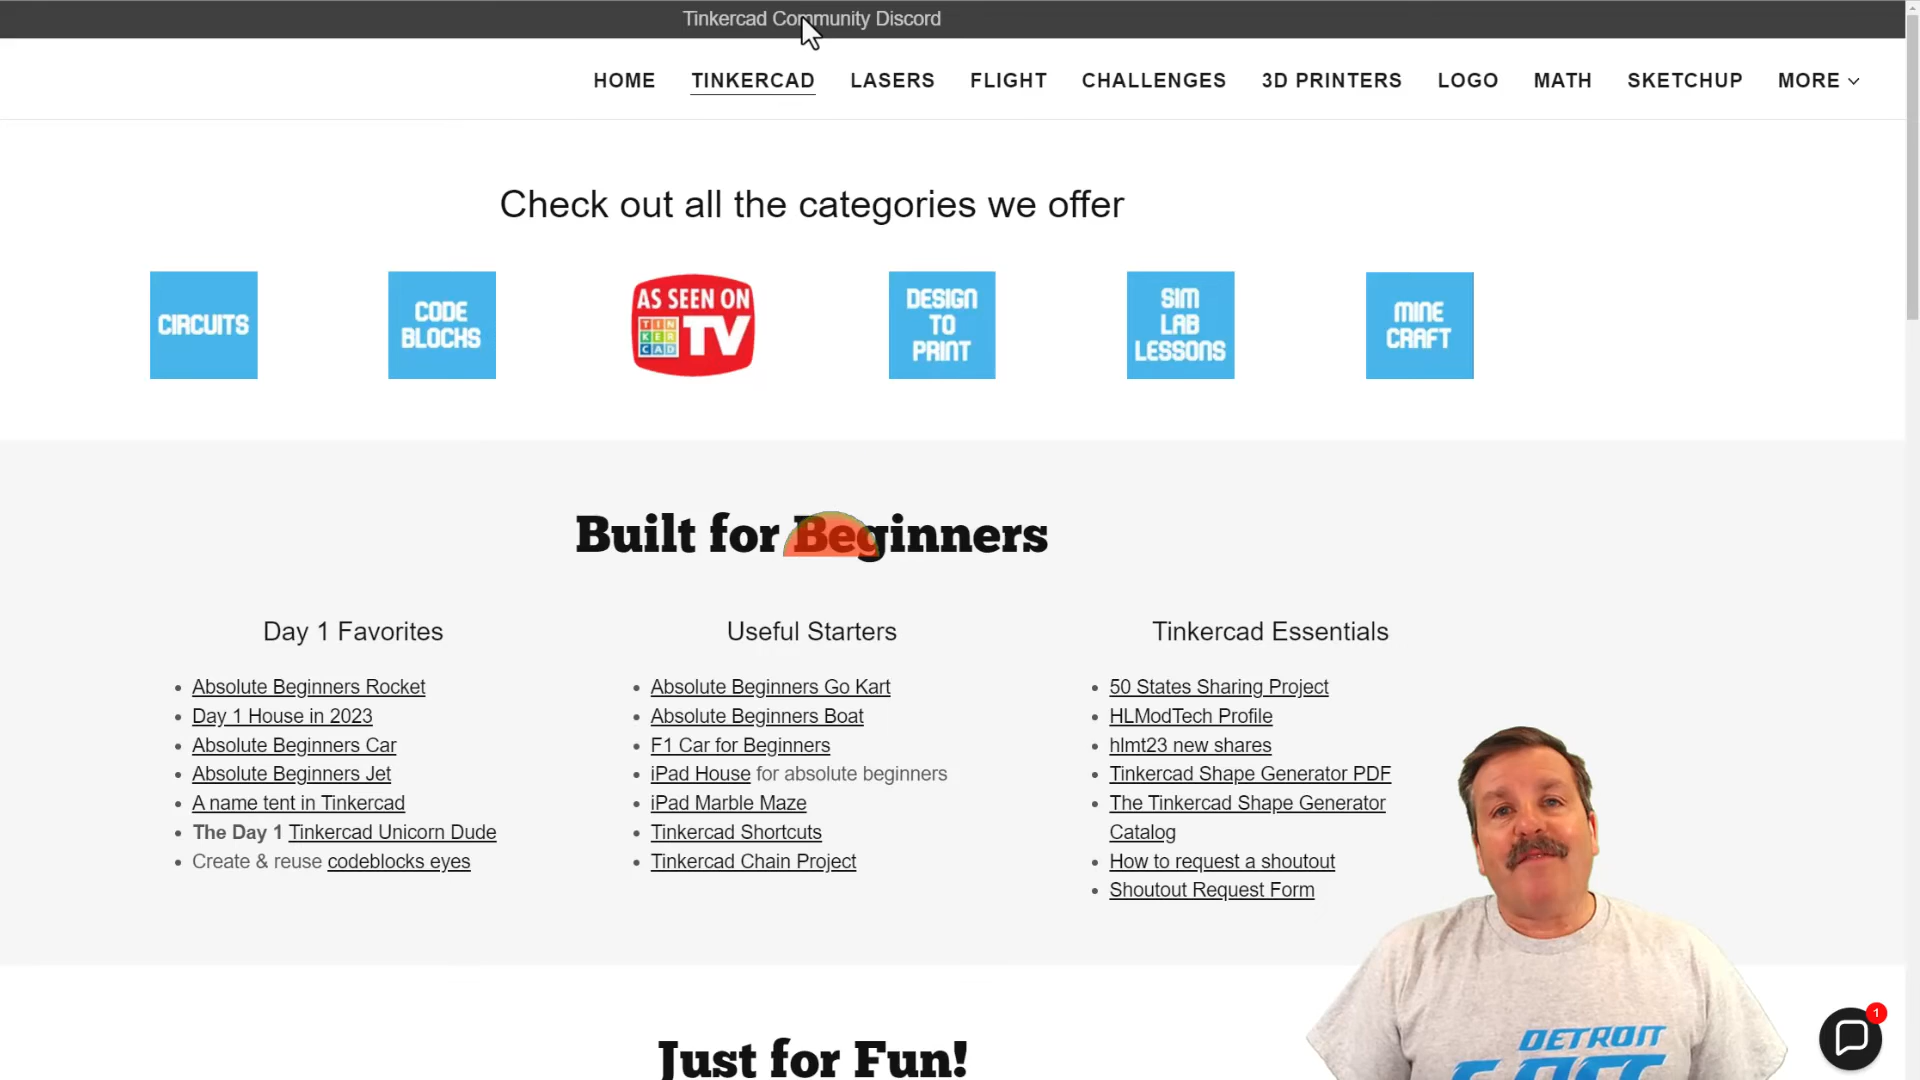 Tinkercad Community Discord
HOME TINKERCAD LASERS FLIGHT CHALLENGES 3D PRINTERS LOGO MATH SKETCHUP MORE
Check out all the categories we offer
CIRCUITS
CODE
BLOCKS
AS SEEN ON
TIN
KER
CAD
TV
DESIGN
TO
PRINT
SIM
LAB
LESSONS
MINE
CRAFT
Built for Beginners
Day 1 Favorites
Absolute Beginners Rocket
Day 1 House in 2023
Absolute Beginners Car
Absolute Beginners Jet
A name tent in Tinkercad
The Day 1 Tinkercad Unicorn Dude
Create & reuse codeblocks eyes
Useful Starters
Absolute Beginners Go Kart
Absolute Beginners Boat
F1 Car for Beginners
iPad House for absolute beginners
iPad Marble Maze
Tinkercad Shortcuts
Tinkercad Chain Project
Tinkercad Essentials
50 States Sharing Project
HLModTech Profile
hlmt23 new shares
Tinkercad Shape Generator PDF
The Tinkercad Shape Generator
Catalog
How to request a shoutout
Shoutout Request Form
Just for Fun!
DETROIT
1